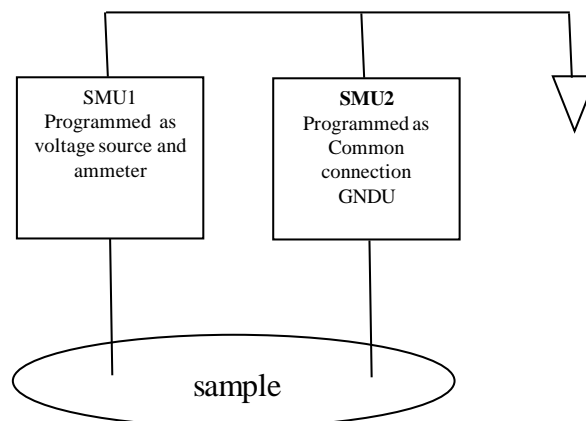 SMU1
Programmed as
voltage source and
ammeter
SMU2
Programmed as
Common
connection
GNDU
sample